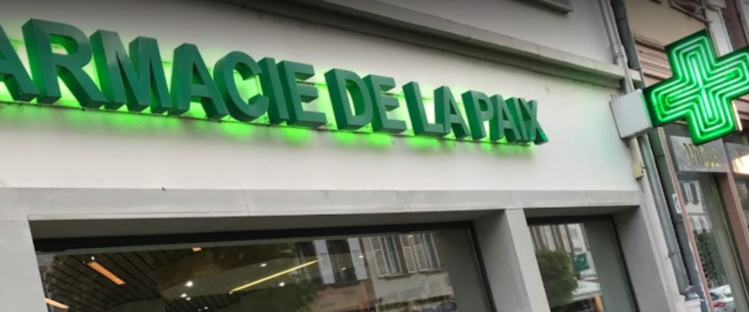 ARMACIE DE LA PAIX